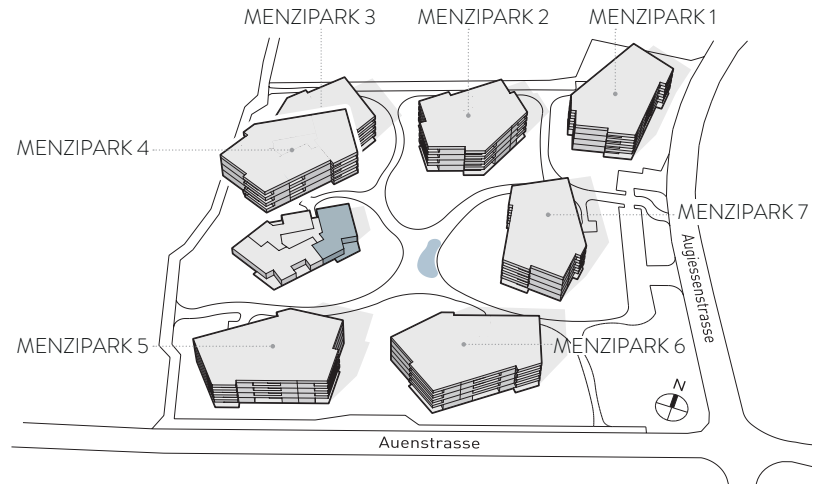 MENZIPARK 3
MENZIPARK 2
MENZIPARK 1
MENZIPARK 4
MENZIPARK 7
Augiessenstrasse
MENZIPARK 5
MENZIPARK 6
N
Auenstrasse